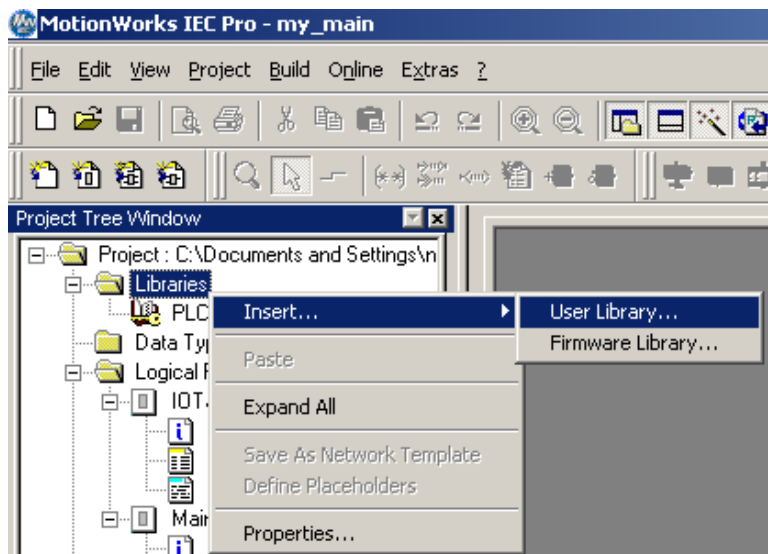 MotionWorks IEC Pro - my_main
File Edit View Project Build Online Extras ?
Project Tree Window
Project : C:\Documents and Settings\n
Libraries
PLC
Insert...
User Library...
Data Ty
Firmware Library...
Paste
Logical
IOT
Expand All
Save As Network Template
Define Placeholders
Main
Properties...